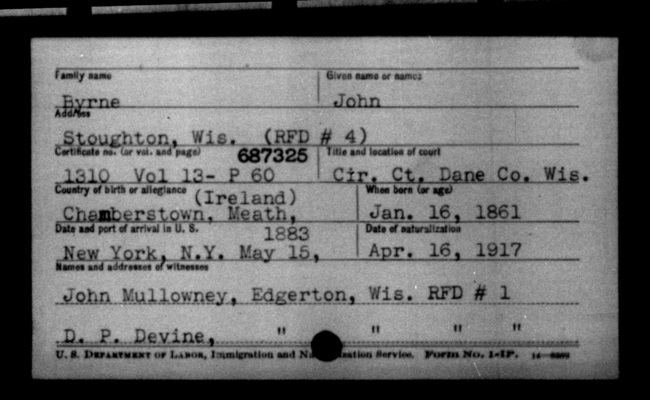 Family name Given name or names
Byrne John
Address
Stoughton, Wis. (RFD # 4)
Certificate no. (or vol. and page) 687325 Title and location of court
1310 Vol 13- P 60 Cir. Ct. Dane Co. Wis.
Country of birth or allegiance (Ireland) When born (or age)
Chamberstown, Meath, Jan. 16, 1861
Date and port of arrival in U. S. 1883 Date of naturalization
New York, N.Y. May 15, Apr. 16, 1917
Names and addresses of witnesses
John Mullowney, Edgerton, Wis. RFD # 1
D. P. Devine, " " " "
U. S. Department of Labor, Immigration and Service. Form No. 1-IP.